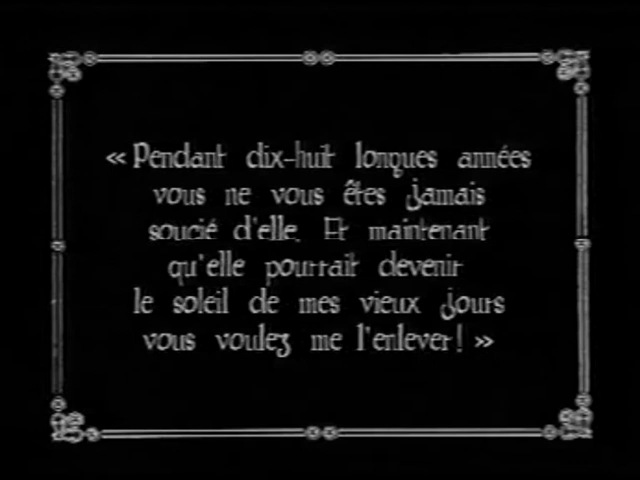 « Pendant dix-huit longues années
vous ne vous êtes jamais
soucié d'elle. Et maintenant
qu'elle pourrait devenir
le soleil de mes vieux jours
vous voulez me l'enlever! »